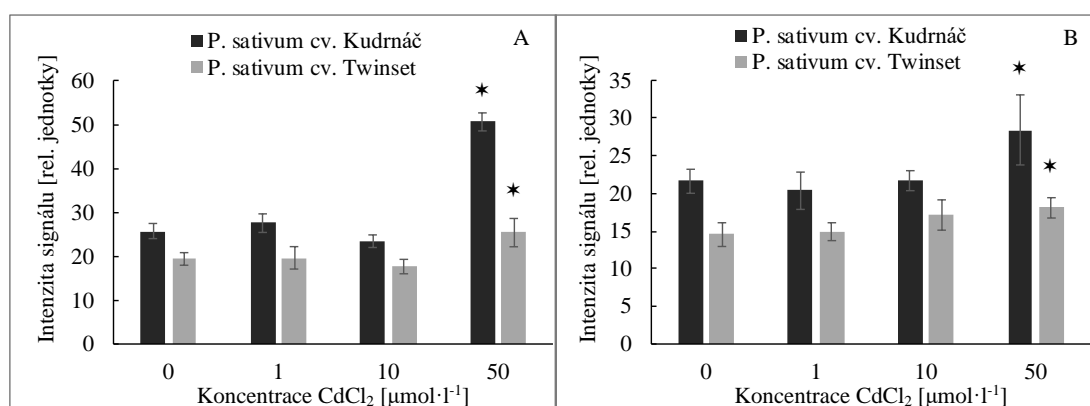 P. sativum cv. Kudrnáč
P. sativum cv. Twinset
A
Intenzita signálu [rel. jednotky]
60
50
40
30
20
10
0
✶
✶
0 1 10 50
Koncentrace CdCl₂ [μmol·l⁻¹]
P. sativum cv. Kudrnáč
P. sativum cv. Twinset
B
Intenzita signálu [rel. jednotky]
35
30
25
20
15
10
5
0
✶
✶
0 1 10 50
Koncentrace CdCl₂ [μmol·l⁻¹]